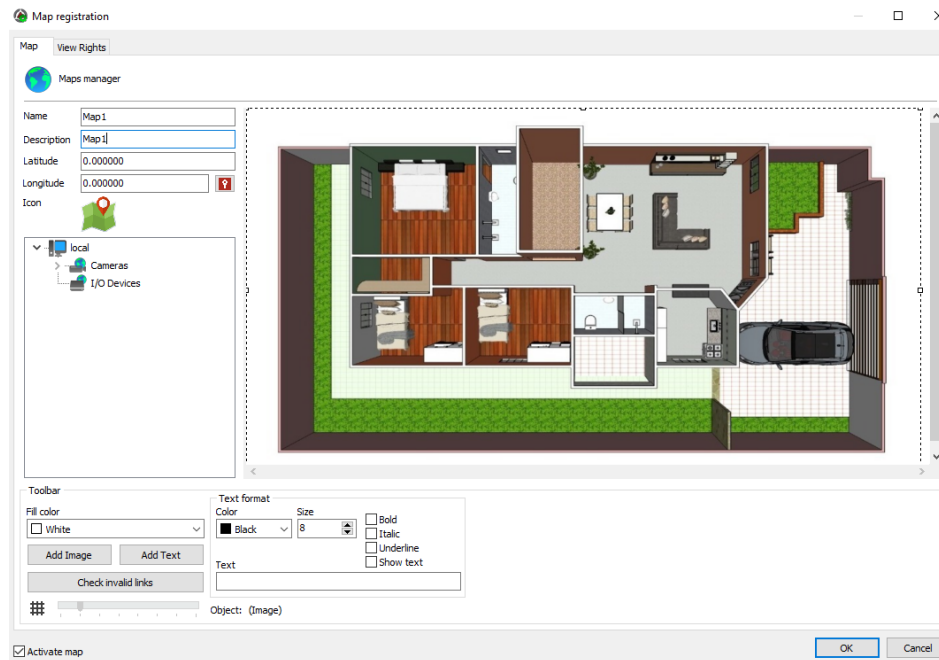 Map registration
Map
View Rights
Maps manager
Name
Map1
Description
Map1
Latitude
0.000000
Longitude
0.000000
Icon
local
Cameras
I/O Devices
Toolbar
Fill color
White
Add Image
Add Text
Check invalid links
Text format
Color
Size
Black
8
Bold
Italic
Underline
Show text
Text
Object: (Image)
Activate map
OK
Cancel